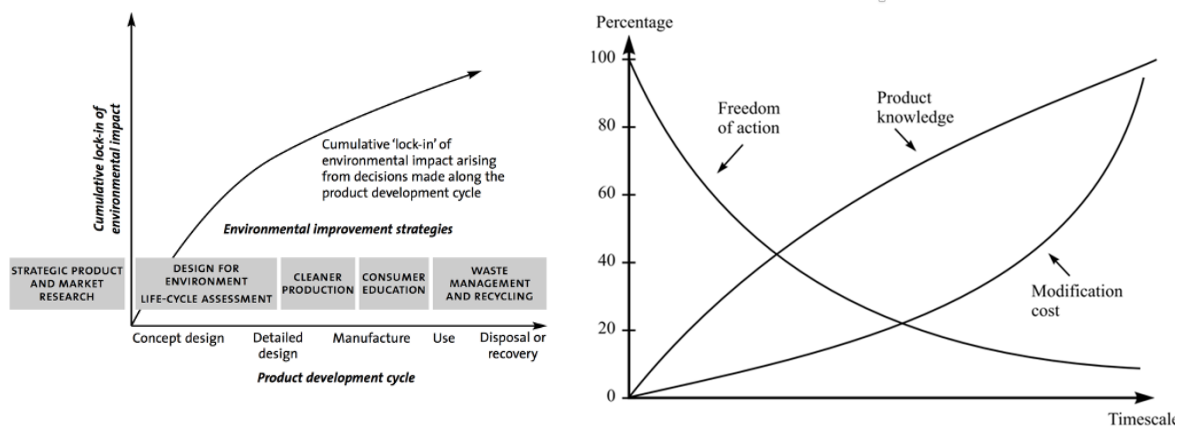 Cumulative lock-in of
environmental impact
Cumulative ‘lock-in’ of
environmental impact arising
from decisions made along the
product development cycle
Environmental improvement strategies
STRATEGIC PRODUCT
AND MARKET
RESEARCH
DESIGN FOR
ENVIRONMENT
LIFE-CYCLE ASSESSMENT
CLEANER
PRODUCTION
CONSUMER
EDUCATION
WASTE
MANAGEMENT
AND RECYCLING
Concept design
Detailed
design
Manufacture
Use
Disposal or
recovery
Product development cycle
Percentage
100
80
60
40
20
0
Freedom
of action
Product
knowledge
Modification
cost
Timescale